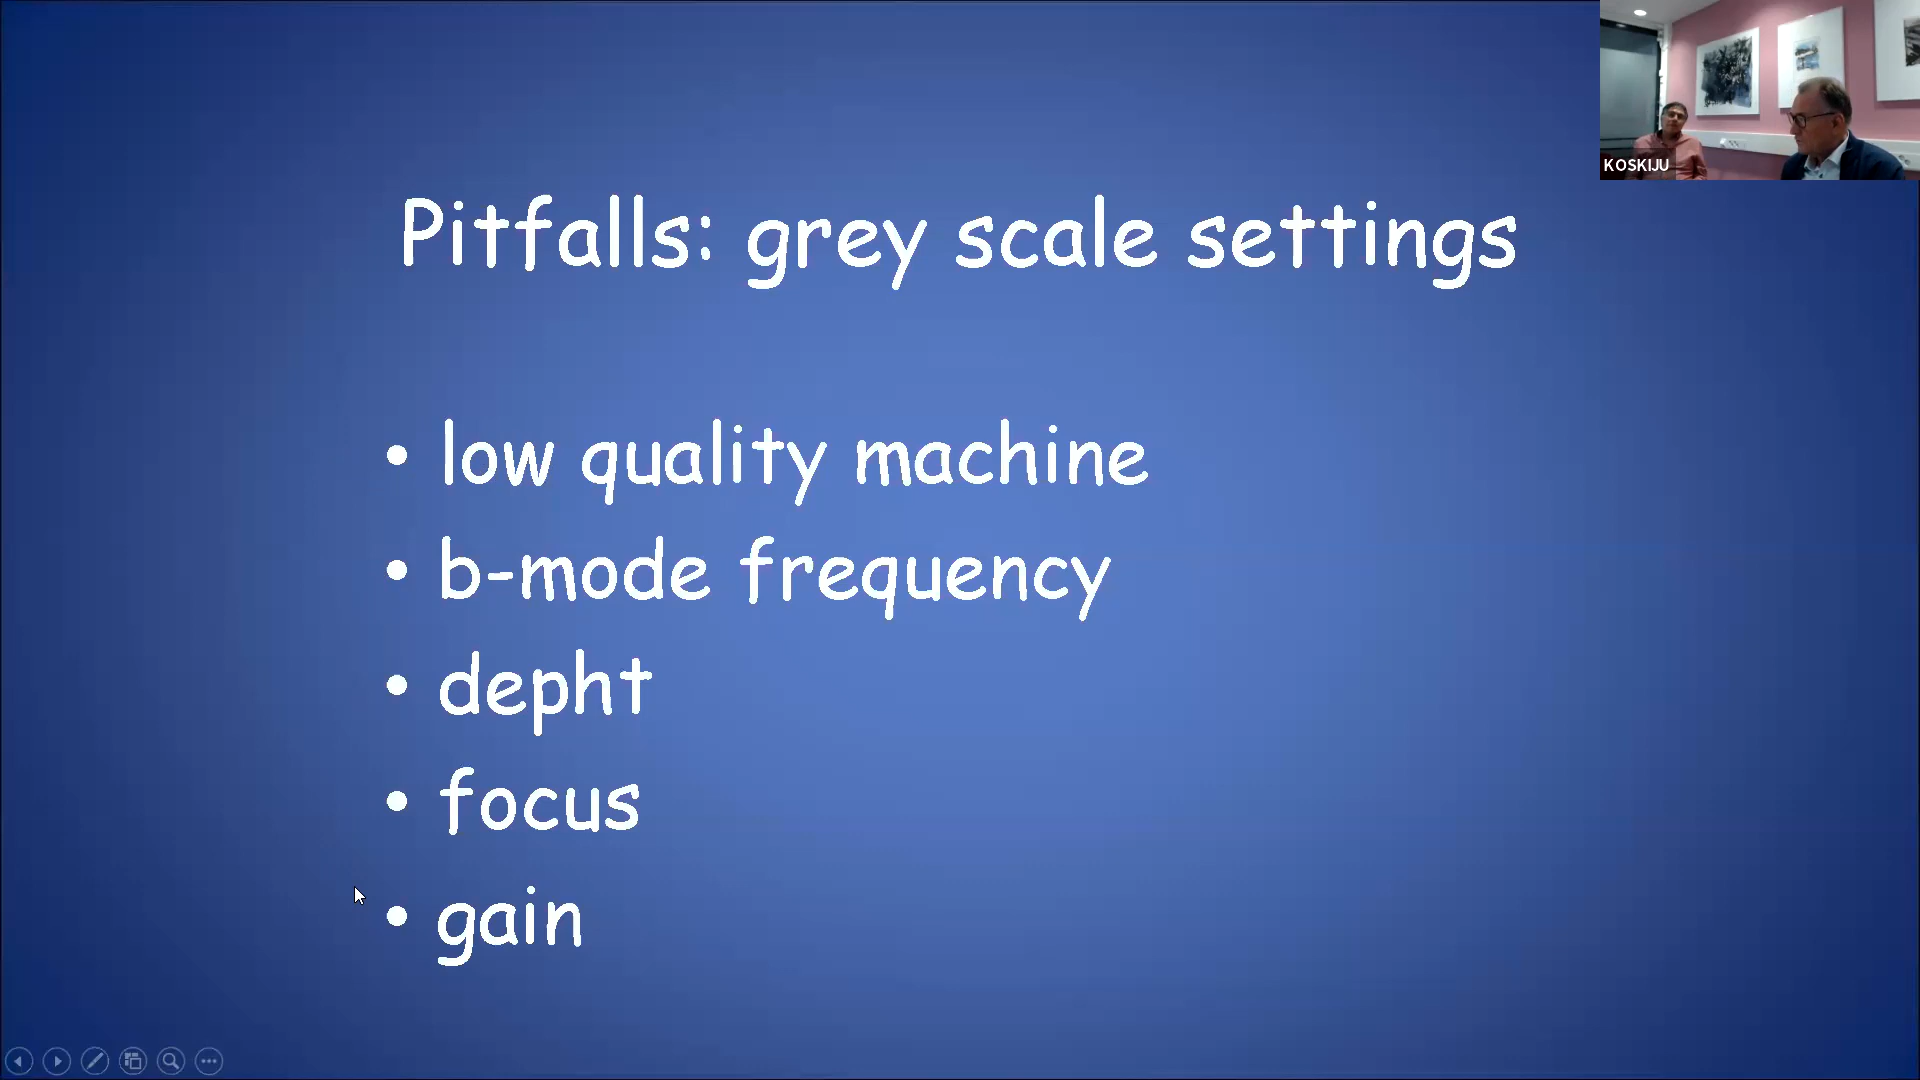 KOSKIJU
Pitfalls: grey scale settings
• low quality machine
• b-mode frequency
• depht
• focus
• gain